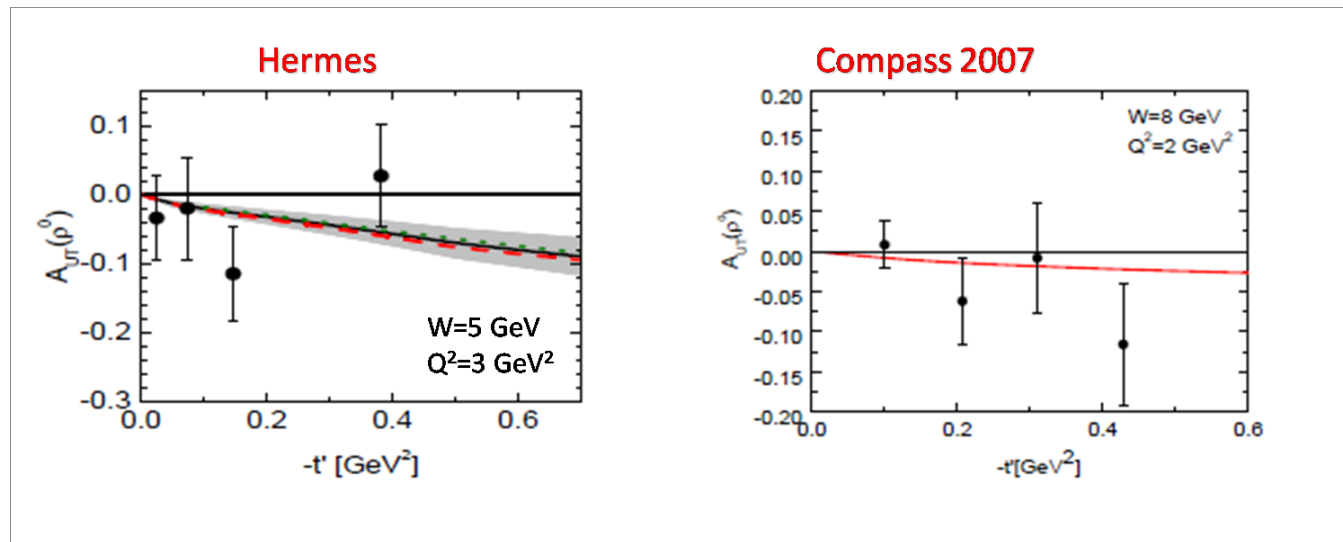 Hermes
0.1
0.0
-0.1
-0.2
-0.3
A_UT(ρ⁰)
W=5 GeV
Q²=3 GeV²
0.0 0.2 0.4 0.6
-t' [GeV²]
Compass 2007
0.20
0.15
0.10
0.05
0.00
-0.05
-0.10
-0.15
-0.20
A_UT(ρ⁰)
W=8 GeV
Q²=2 GeV²
0.0 0.2 0.4 0.6
-t'[GeV²]